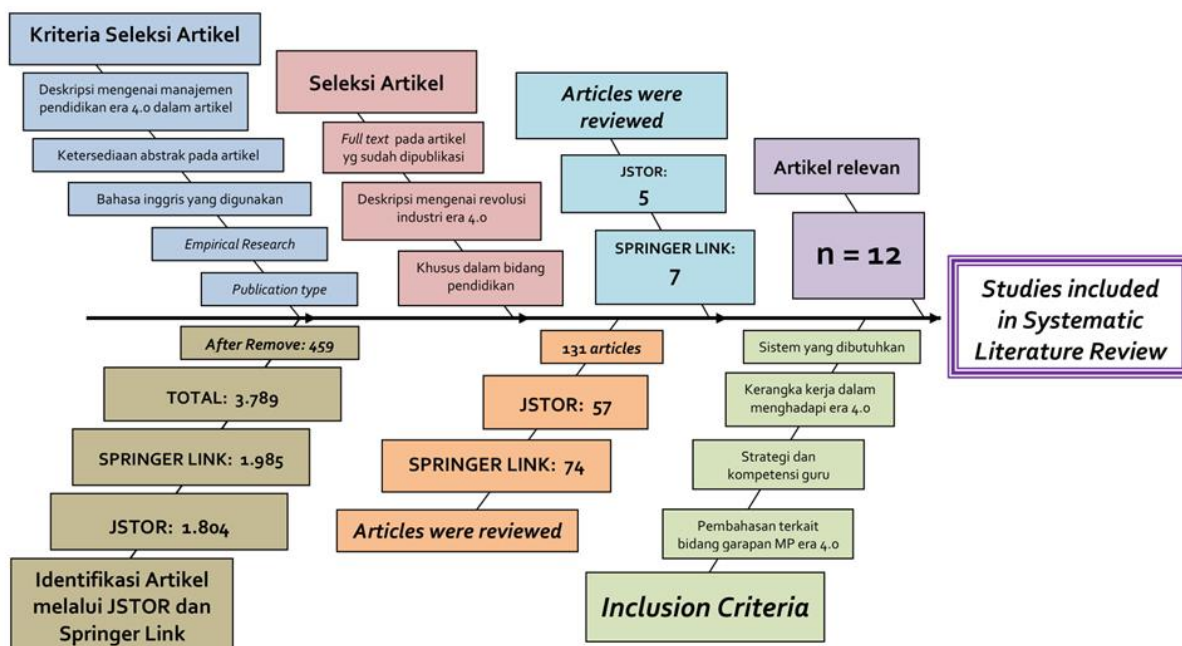 Kriteria Seleksi Artikel
Deskripsi mengenai manajemen
pendidikan era 4.0 dalam artikel
Ketersediaan abstrak pada artikel
Bahasa inggris yang digunakan
Empirical Research
Publication type
Seleksi Artikel
Full text pada artikel
yg sudah dipublikasi
Deskripsi mengenai revolusi
industri era 4.0
Khusus dalam bidang
pendidikan
Articles were
reviewed
JSTOR:
5
SPRINGER LINK:
7
Artikel relevan
n = 12
Studies included
in Systematic
Literature Review
After Remove: 459
TOTAL: 3.789
SPRINGER LINK: 1.985
JSTOR: 1.804
Identifikasi Artikel
melalui JSTOR dan
Springer Link
131 articles
JSTOR: 57
SPRINGER LINK: 74
Articles were reviewed
Sistem yang dibutuhkan
Kerangka kerja dalam
menghadapi era 4.0
Strategi dan
kompetensi guru
Pembahasan terkait
bidang garapan MP era 4.0
Inclusion Criteria